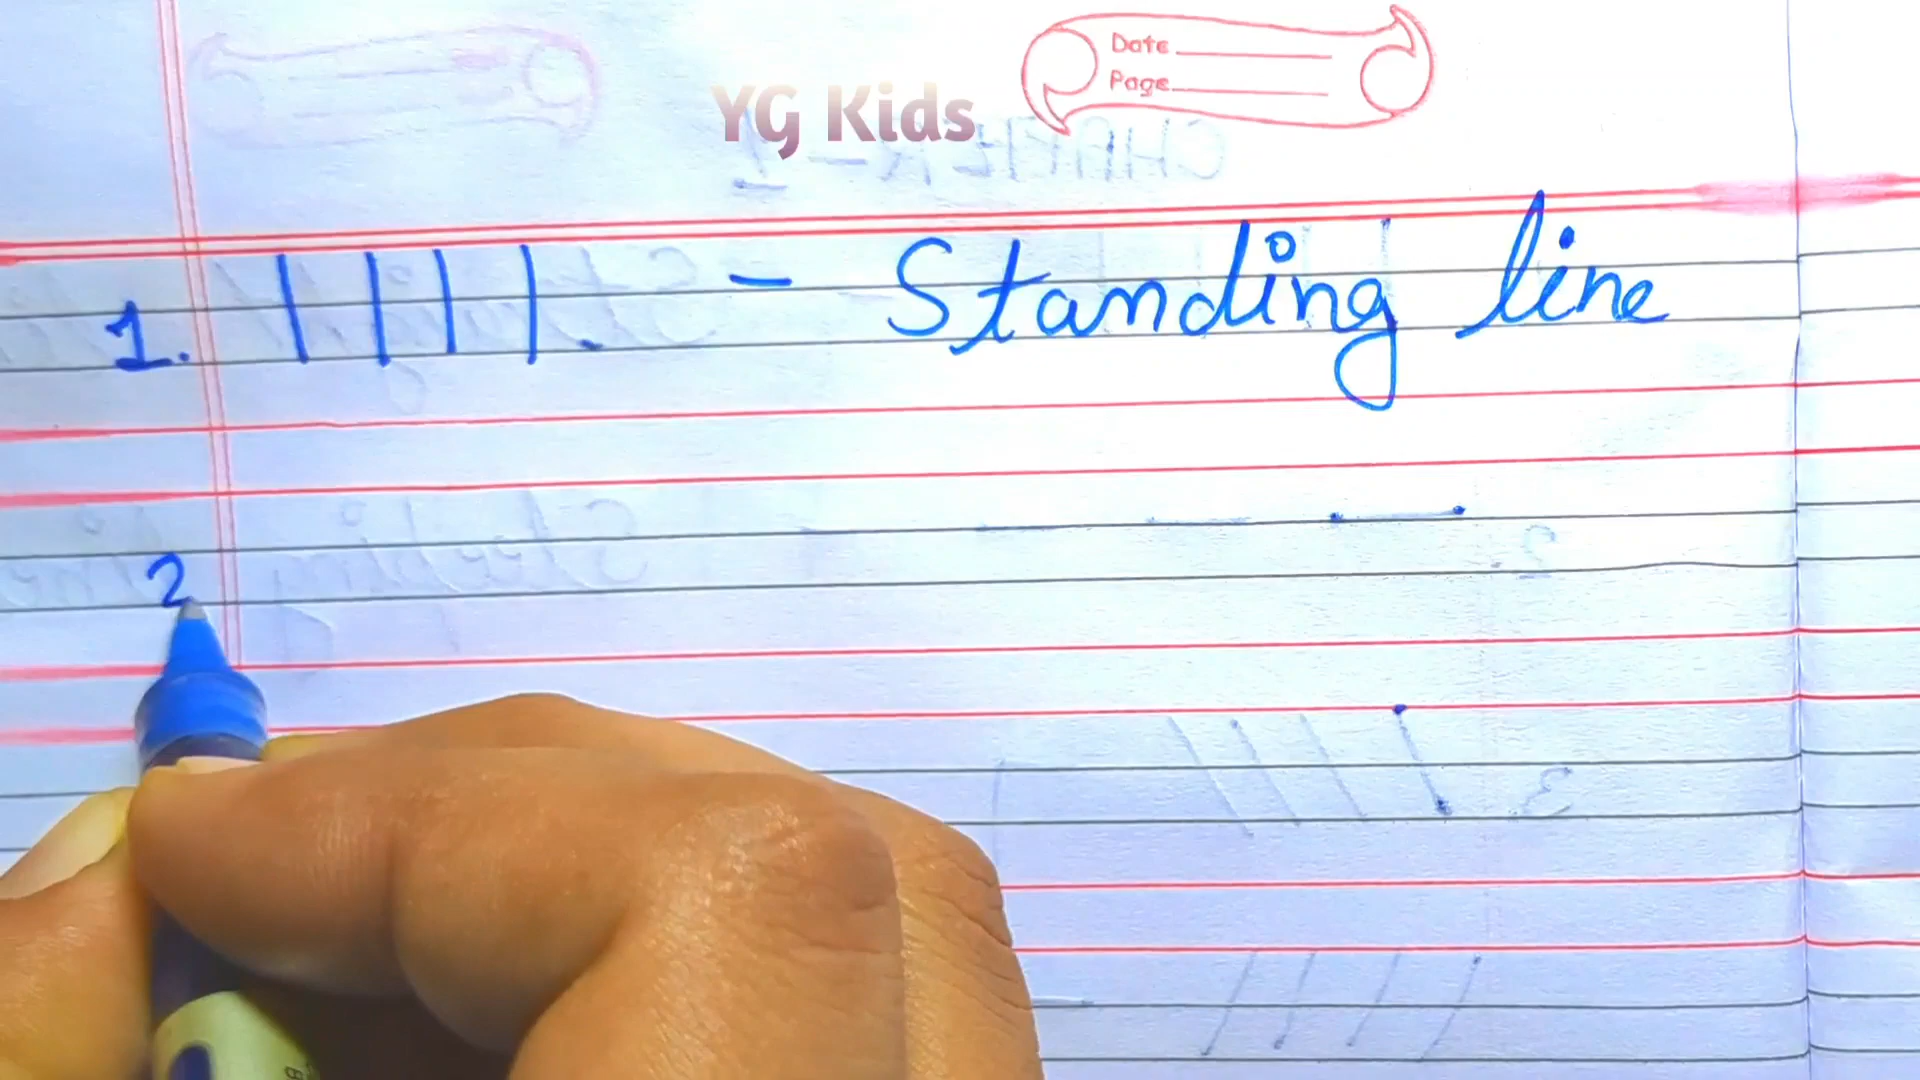 Date
Page
YG Kids
1. | | | |. - Standing line
2